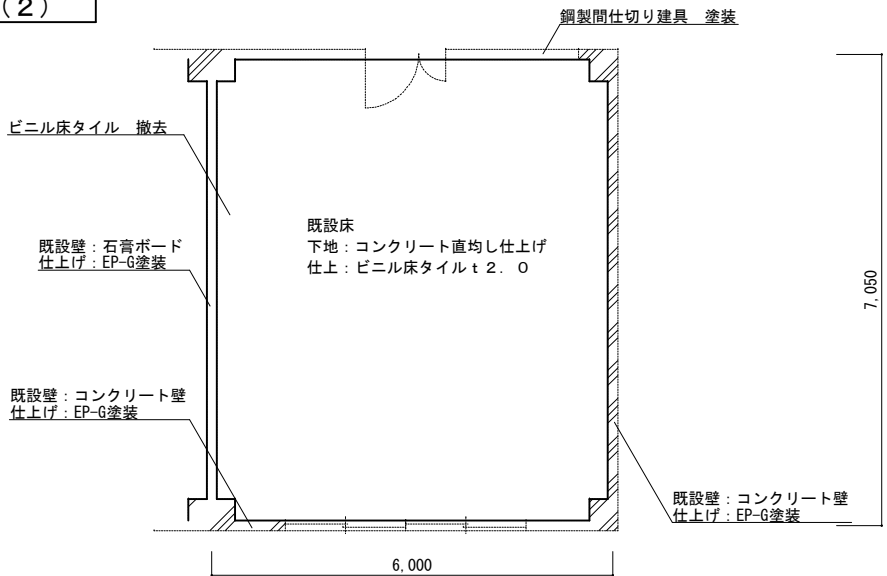 (２)
鋼製間仕切り建具　塗装
ビニル床タイル　撤去
既設床
下地：コンクリート直均し仕上げ
仕上：ビニル床タイルｔ２．０
既設壁：石膏ボード
仕上げ：EP-G塗装
7,050
既設壁：コンクリート壁
仕上げ：EP-G塗装
既設壁：コンクリート壁
仕上げ：EP-G塗装
6,000